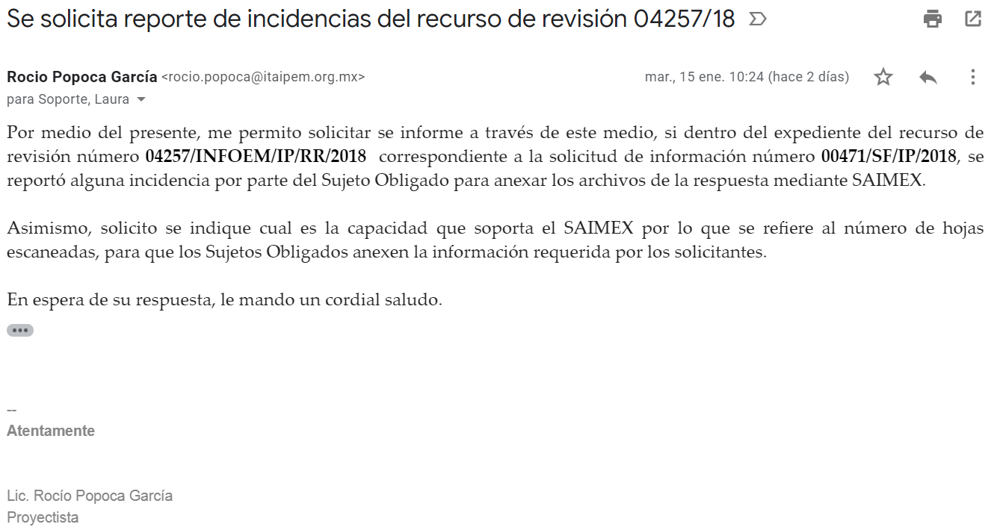 Se solicita reporte de incidencias del recurso de revisión 04257/18
Rocio Popoca García <rocio.popoca@itaipem.org.mx>
mar., 15 ene. 10:24 (hace 2 días)
para Soporte, Laura
Por medio del presente, me permito solicitar se informe a través de este medio, si dentro del expediente del recurso de
revisión número 04257/INFOEM/IP/RR/2018 correspondiente a la solicitud de información número 00471/SF/IP/2018, se
reportó alguna incidencia por parte del Sujeto Obligado para anexar los archivos de la respuesta mediante SAIMEX.
Asimismo, solicito se indique cual es la capacidad que soporta el SAIMEX por lo que se refiere al número de hojas
escaneadas, para que los Sujetos Obligados anexen la información requerida por los solicitantes.
En espera de su respuesta, le mando un cordial saludo.
--
Atentamente
Lic. Rocío Popoca García
Proyectista